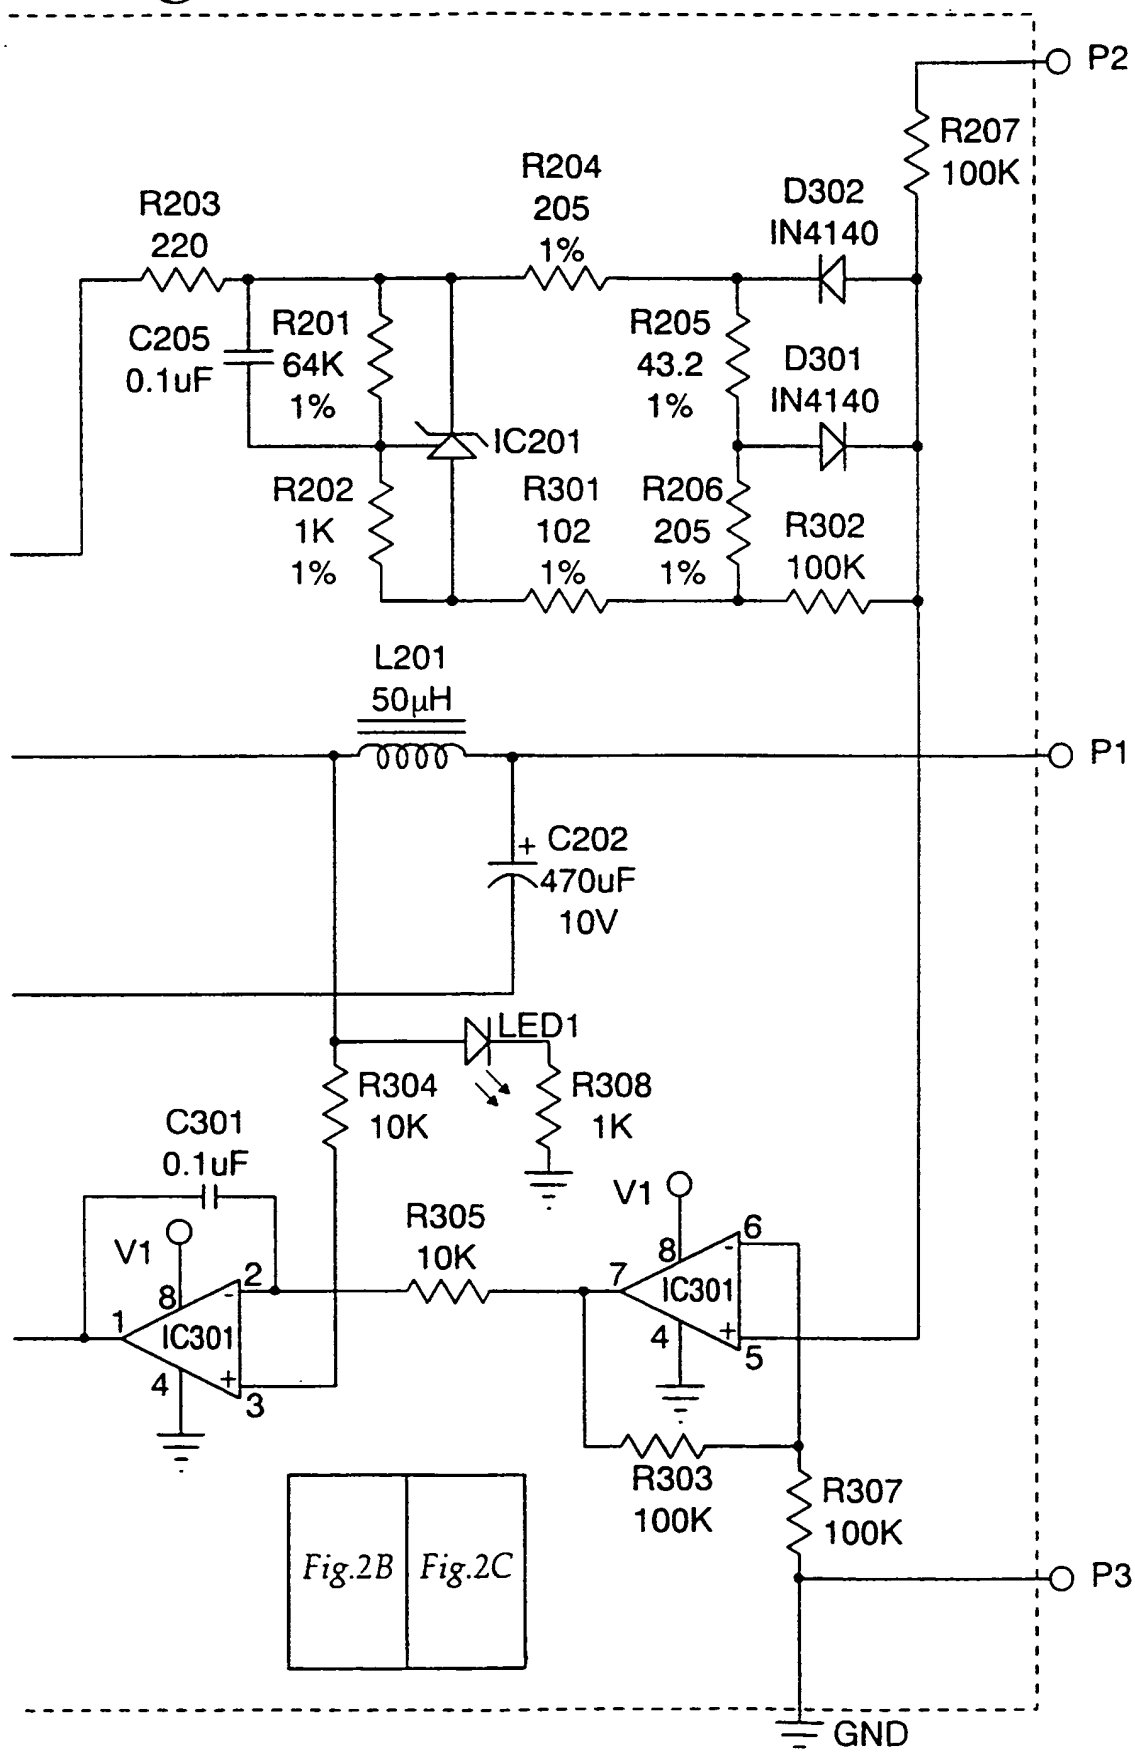 P2
R207
100K
R204
205
1%
D302
IN4140
R203
220
C205
0.1uF
R201
64K
1%
R205
43.2
1%
D301
IN4140
IC201
R202
1K
1%
R301
102
1%
R206
205
1%
R302
100K
L201
50μH
P1
+ C202
470uF
10V
LED1
R304
10K
R308
1K
C301
0.1uF
V1
8
2
-
1
IC301
+
4
3
R305
10K
V1
8
6
-
7
IC301
+
4
5
R303
100K
R307
100K
Fig.2B
Fig.2C
P3
GND